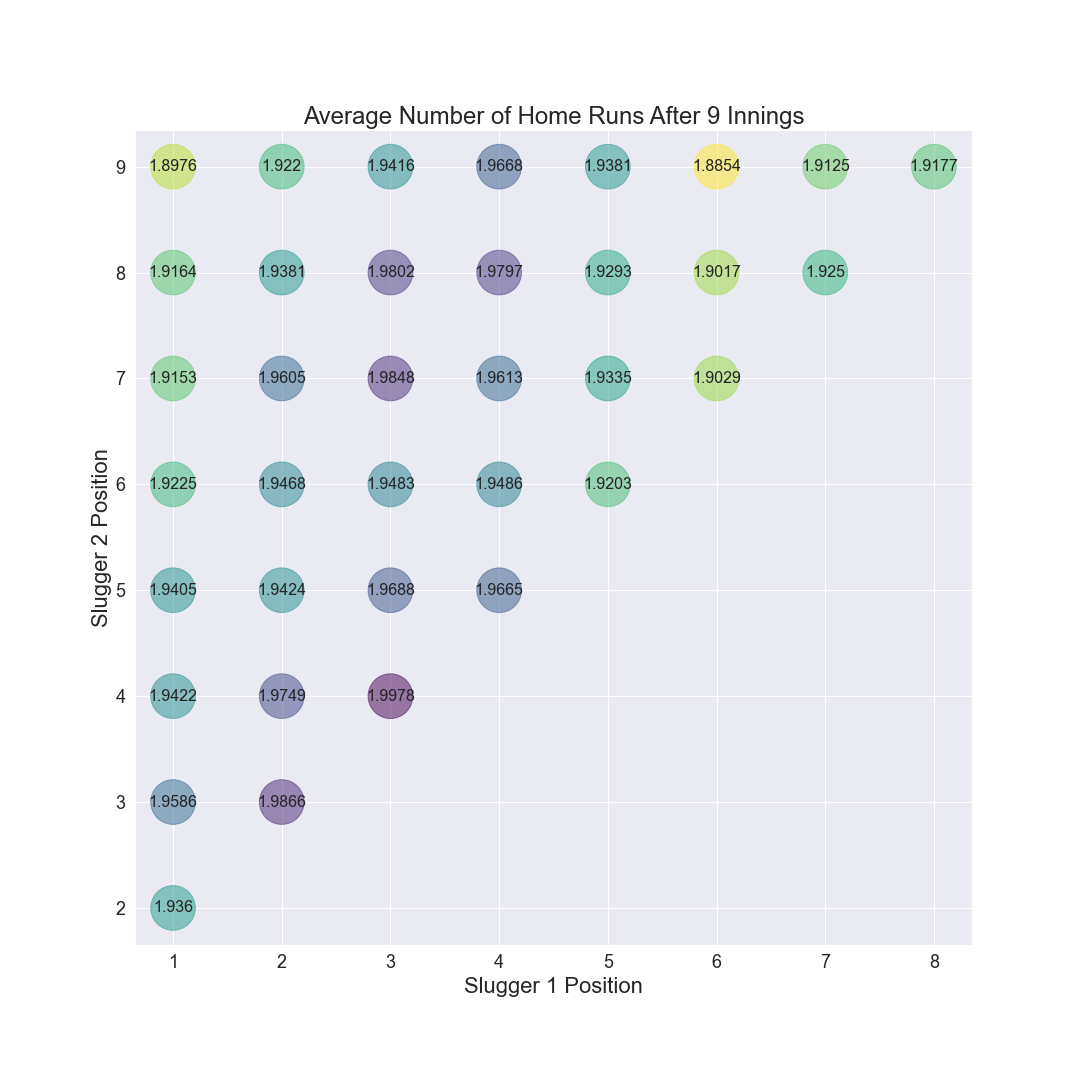 Average Number of Home Runs After 9 Innings
9 1.8976 1.922 1.9416 1.9668 1.9381 1.8854 1.9125 1.9177
8 1.9164 1.9381 1.9802 1.9797 1.9293 1.9017 1.925
7 1.9153 1.9605 1.9848 1.9613 1.9335 1.9029
6 1.9225 1.9468 1.9483 1.9486 1.9203
5 1.9405 1.9424 1.9688 1.9665
4 1.9422 1.9749 1.9978
3 1.9586 1.9866
2 1.936
Slugger 2 Position
1 2 3 4 5 6 7 8
Slugger 1 Position